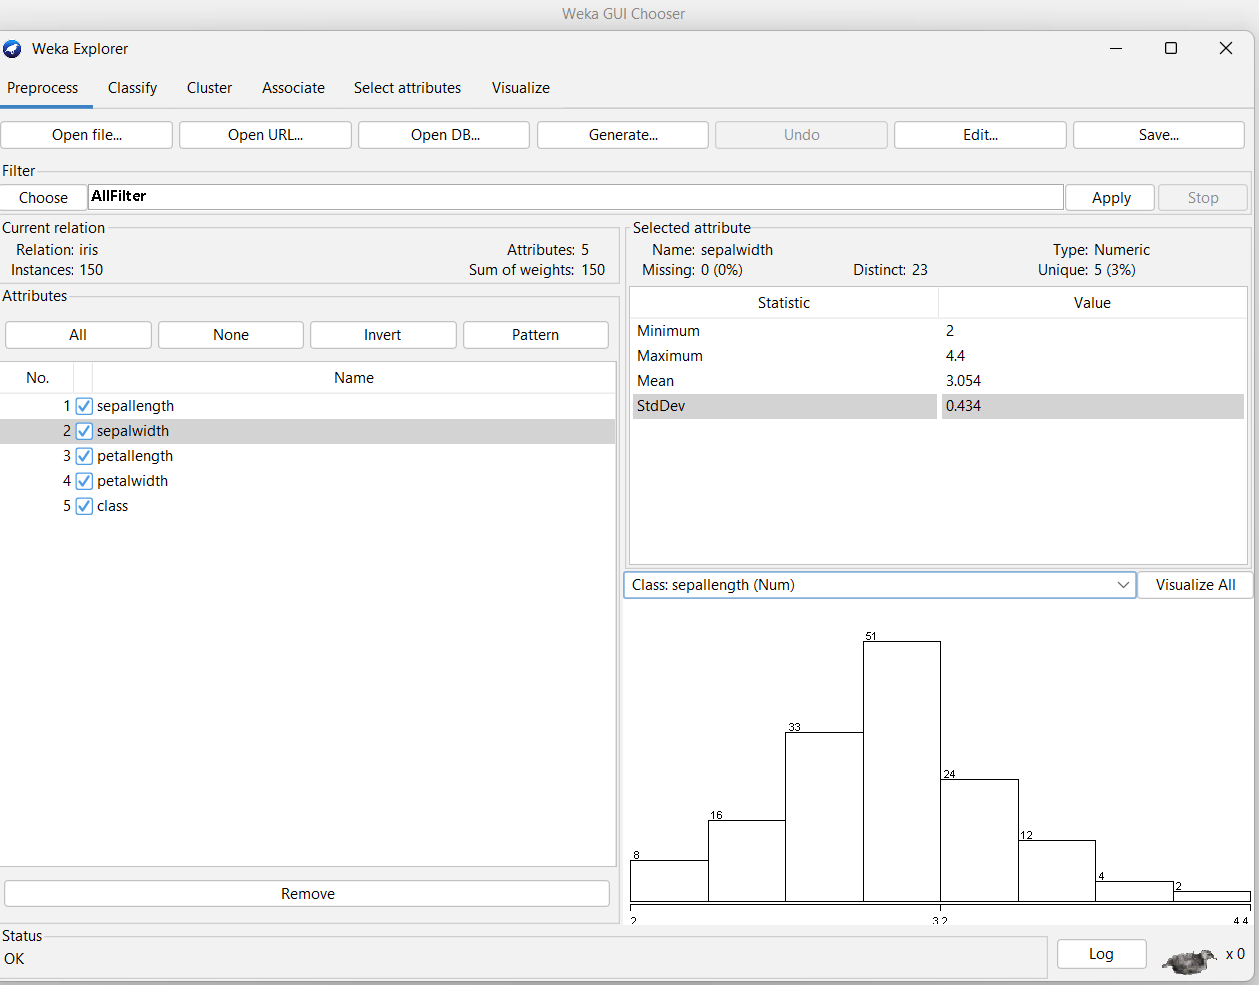 Weka GUI Chooser
Weka Explorer
Preprocess Classify Cluster Associate Select attributes Visualize
Open file... Open URL... Open DB... Generate... Undo Edit... Save...
Filter
Choose AllFilter Apply Stop
Current relation
Relation: iris Attributes: 5
Instances: 150 Sum of weights: 150
Attributes
All None Invert Pattern
No. Name
1 sepallength
2 sepalwidth
3 petallength
4 petalwidth
5 class
Remove
Selected attribute
Name: sepalwidth Type: Numeric
Missing: 0 (0%) Distinct: 23 Unique: 5 (3%)
Statistic Value
Minimum 2
Maximum 4.4
Mean 3.054
StdDev 0.434
Class: sepallength (Num) Visualize All
51
33
24
16
12
8
4
2
2 3.2 4.4
Status
OK
Log x 0